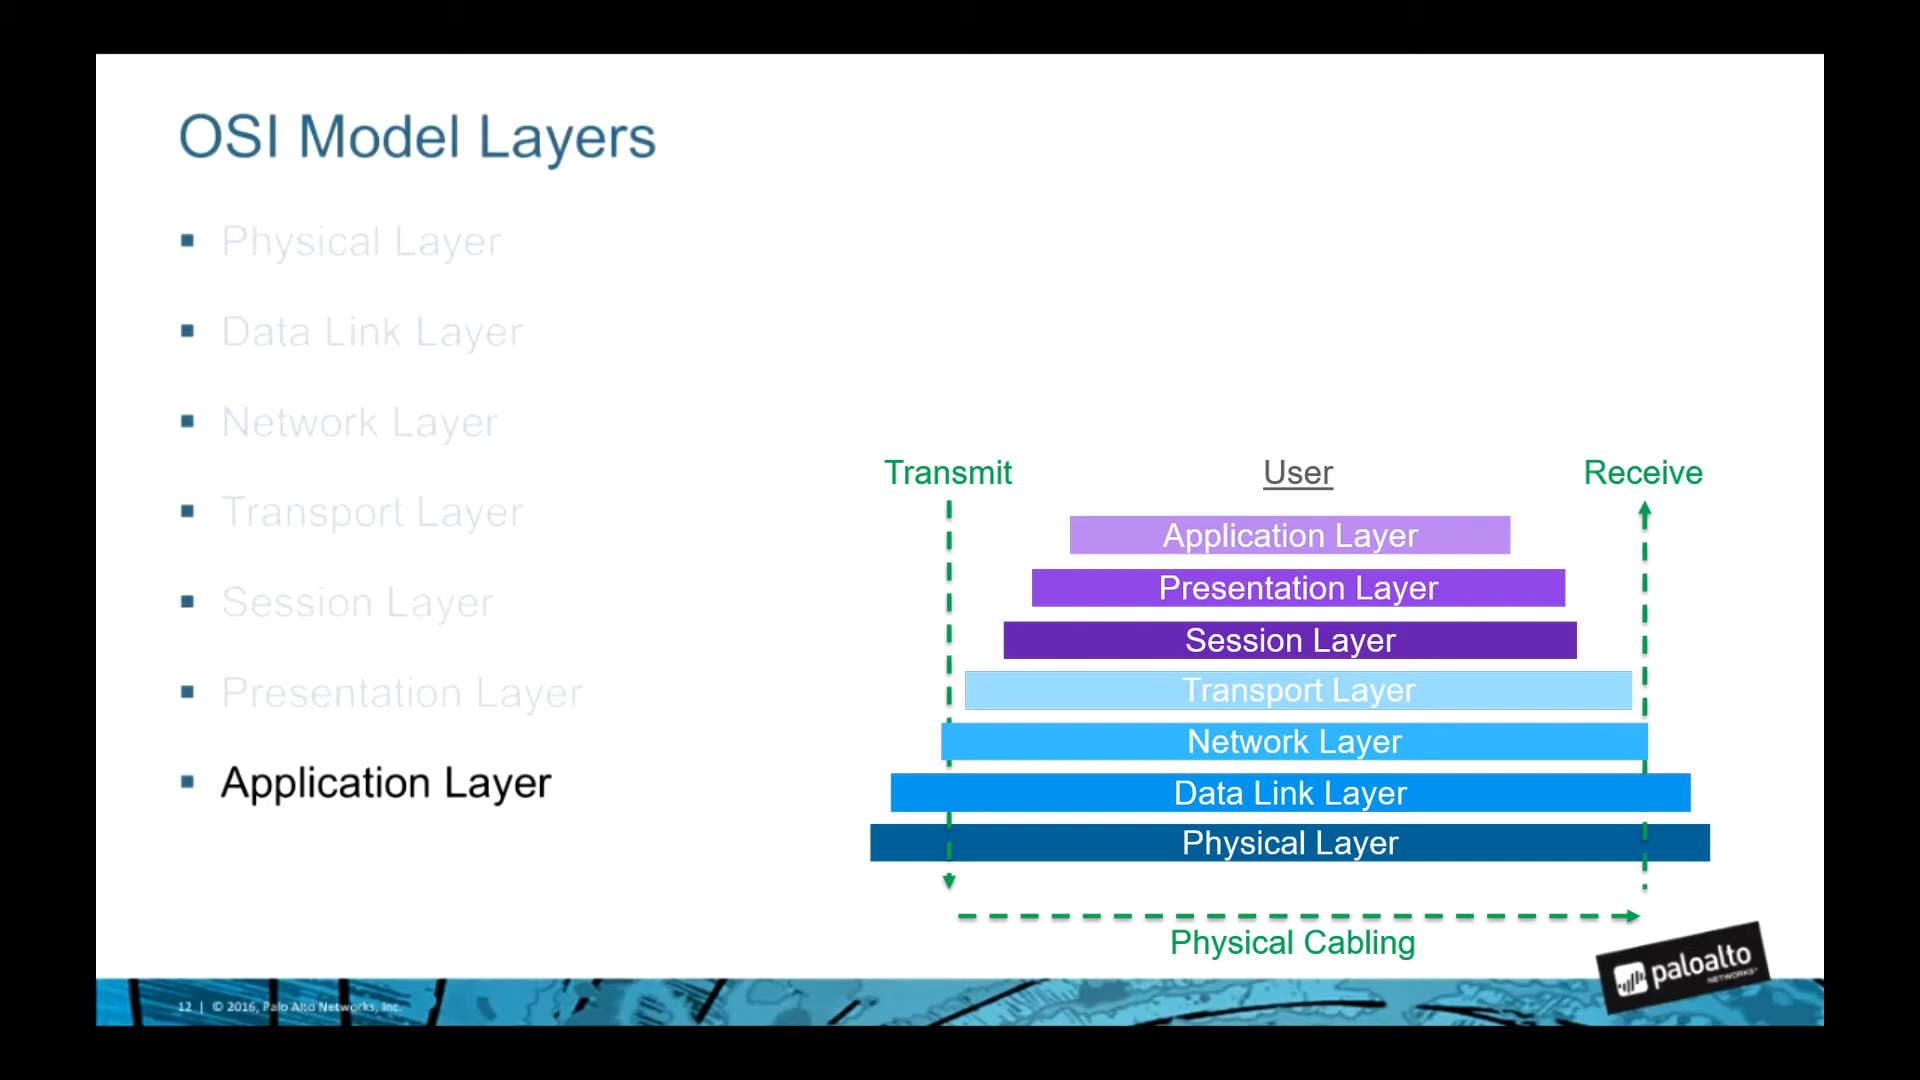 OSI Model Layers
Physical Layer
Data Link Layer
Network Layer
Transport Layer
Session Layer
Presentation Layer
Application Layer
Transmit
User
Receive
Application Layer
Presentation Layer
Session Layer
Transport Layer
Network Layer
Data Link Layer
Physical Layer
Physical Cabling
paloalto
NETWORKS
12 | © 2016, Palo Alto Networks, Inc.